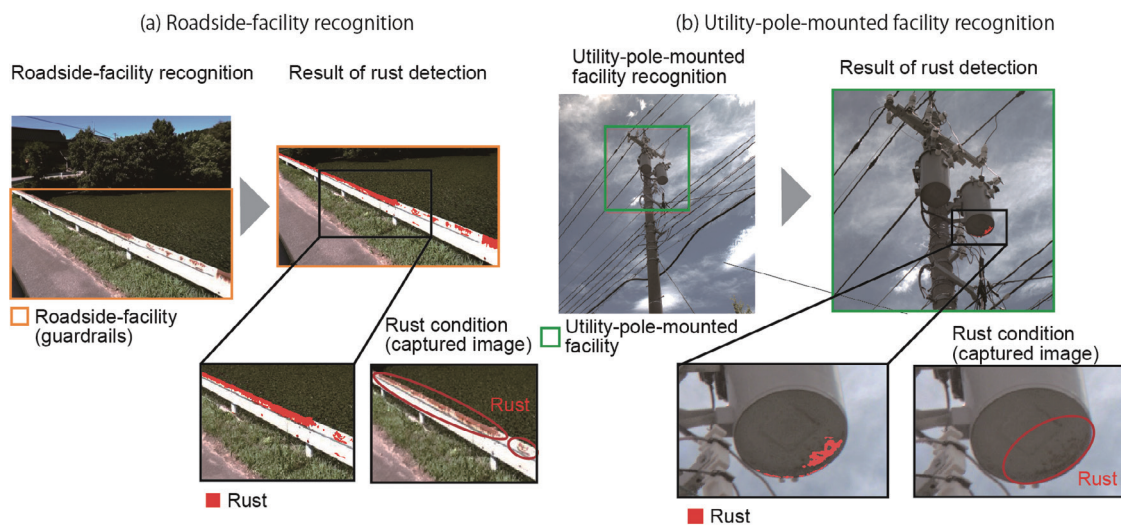 (a) Roadside-facility recognition
Roadside-facility recognition
Result of rust detection
Roadside-facility
(guardrails)
Rust condition
(captured image)
Rust
Rust
(b) Utility-pole-mounted facility recognition
Utility-pole-mounted
facility recognition
Result of rust detection
Utility-pole-mounted
facility
Rust condition
(captured image)
Rust
Rust